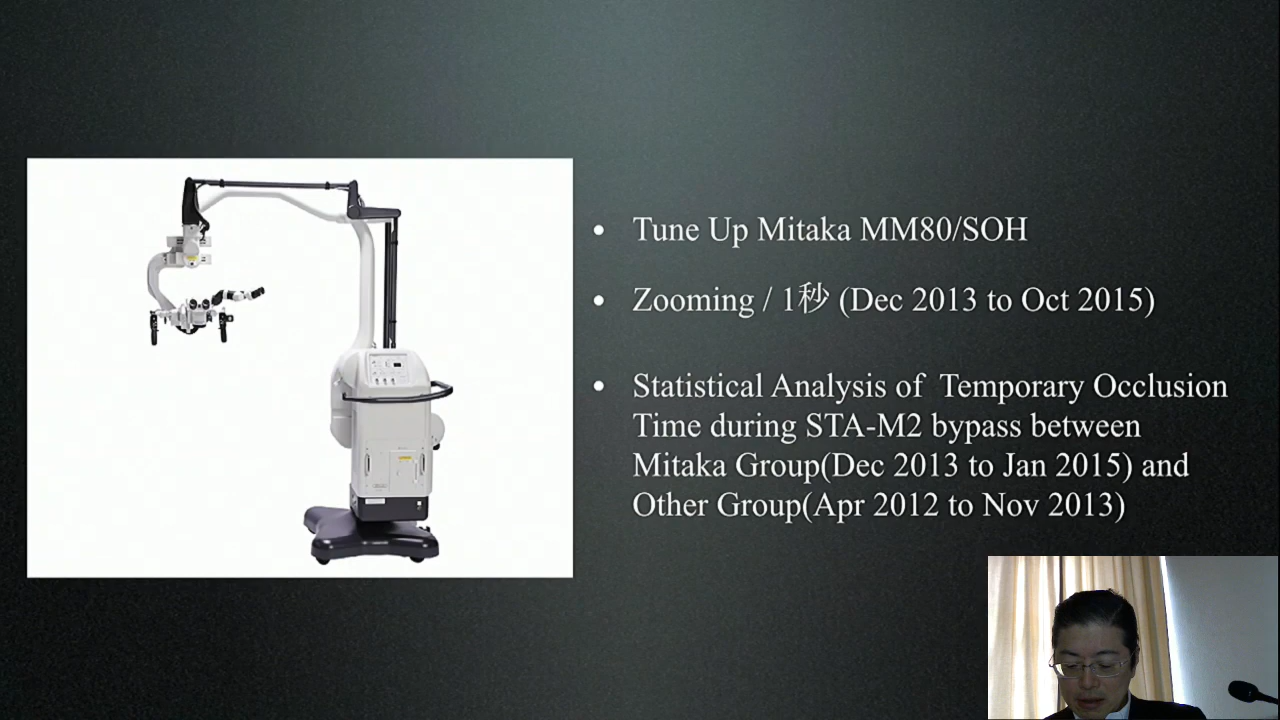 • Tune Up Mitaka MM80/SOH
• Zooming / 1秒 (Dec 2013 to Oct 2015)
• Statistical Analysis of Temporary Occlusion
Time during STA-M2 bypass between
Mitaka Group(Dec 2013 to Jan 2015) and
Other Group(Apr 2012 to Nov 2013)